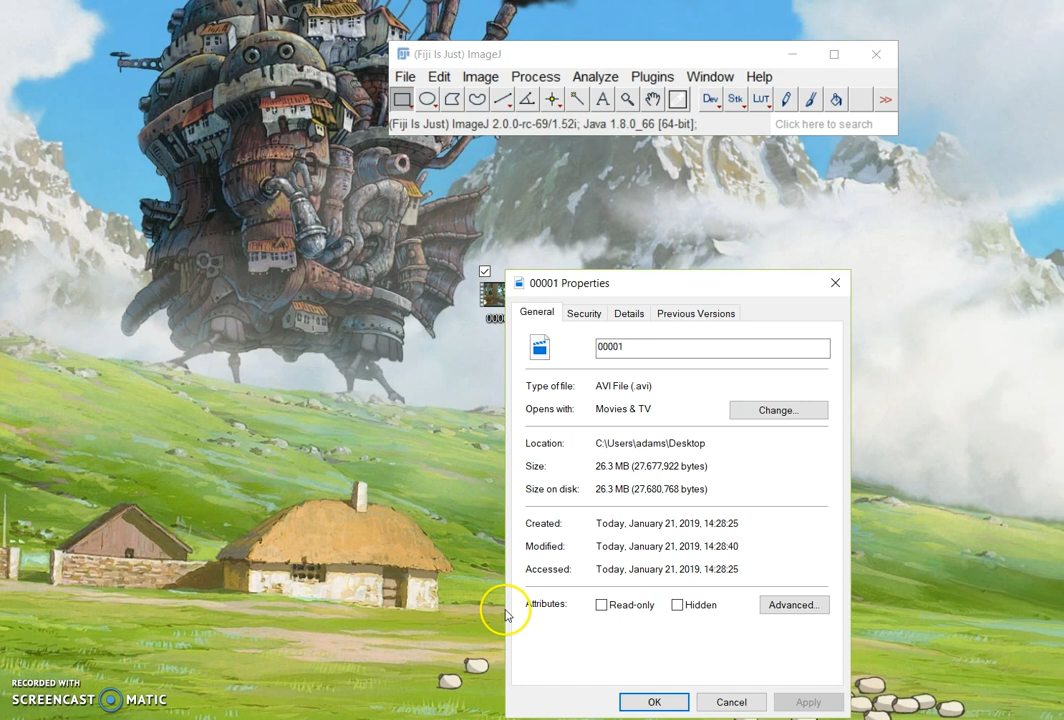 (Fiji Is Just) ImageJ
File Edit Image Process Analyze Plugins Window Help
Dev Stk LUT >>
(Fiji Is Just) ImageJ 2.0.0-rc-69/1.52i; Java 1.8.0_66 [64-bit]; Click here to search
00001 Properties
General Security Details Previous Versions
00001
Type of file: AVI File (.avi)
Opens with: Movies & TV Change...
Location: C:\Users\adams\Desktop
Size: 26.3 MB (27,677,922 bytes)
Size on disk: 26.3 MB (27,680,768 bytes)
Created: Today, January 21, 2019, 14:28:25
Modified: Today, January 21, 2019, 14:28:40
Accessed: Today, January 21, 2019, 14:28:25
Attributes: Read-only Hidden Advanced...
OK Cancel Apply
RECORDED WITH
SCREENCAST MATIC